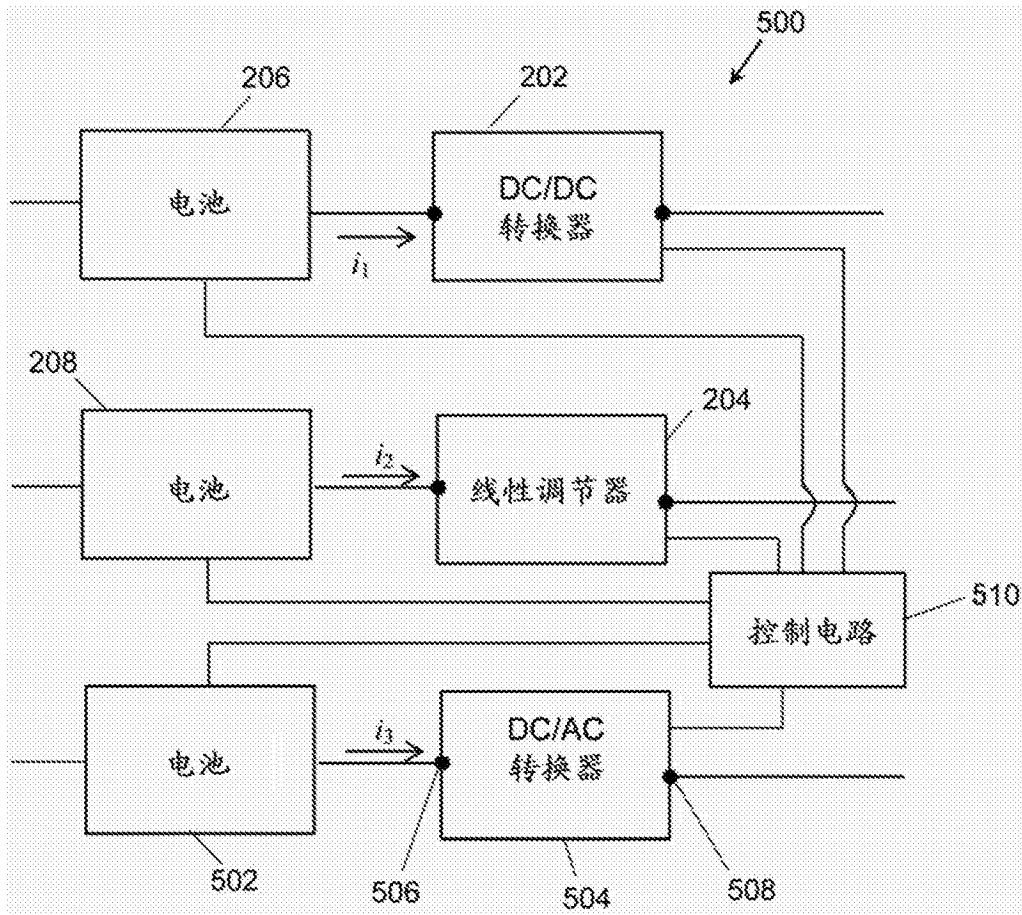 500
206
202
电池
DC/DC
转换器
i1
208
204
电池
i2
线性调节器
510
控制电路
电池
i3
DC/AC
转换器
502
506
504
508